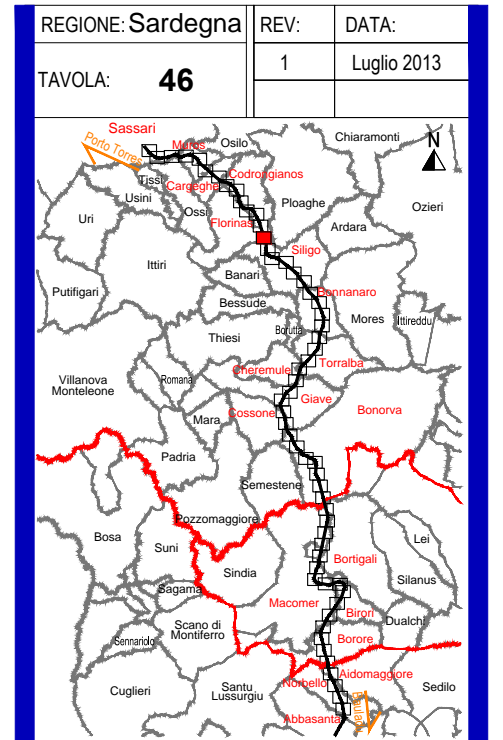 REGIONE: Sardegna
REV:
DATA:
TAVOLA: 46
1
Luglio 2013
Sassari
Porto Torres
Muros
Osilo
Chiaramonti
N
Tissi
Cargeghe
Codrongianos
Usini
Ossi
Ploaghe
Ozieri
Uri
Florinas
Ardara
Siligo
Ittiri
Banari
Putifigari
Bonnanaro
Bessude
Mores
Ittireddu
Thiesi
Borutta
Torralba
Cheremule
Villanova
Monteleone
Romana
Giave
Bonorva
Cossone
Mara
Padria
Semestene
Pozzomaggiore
Bosa
Suni
Lei
Bortigali
Sindia
Silanus
Sagama
Macomer
Birori
Dualchi
Scano di
Montiferro
Sennariolo
Borore
Aidomaggiore
Norbello
Cuglieri
Santu
Lussurgiu
Sedilo
Abbasanta